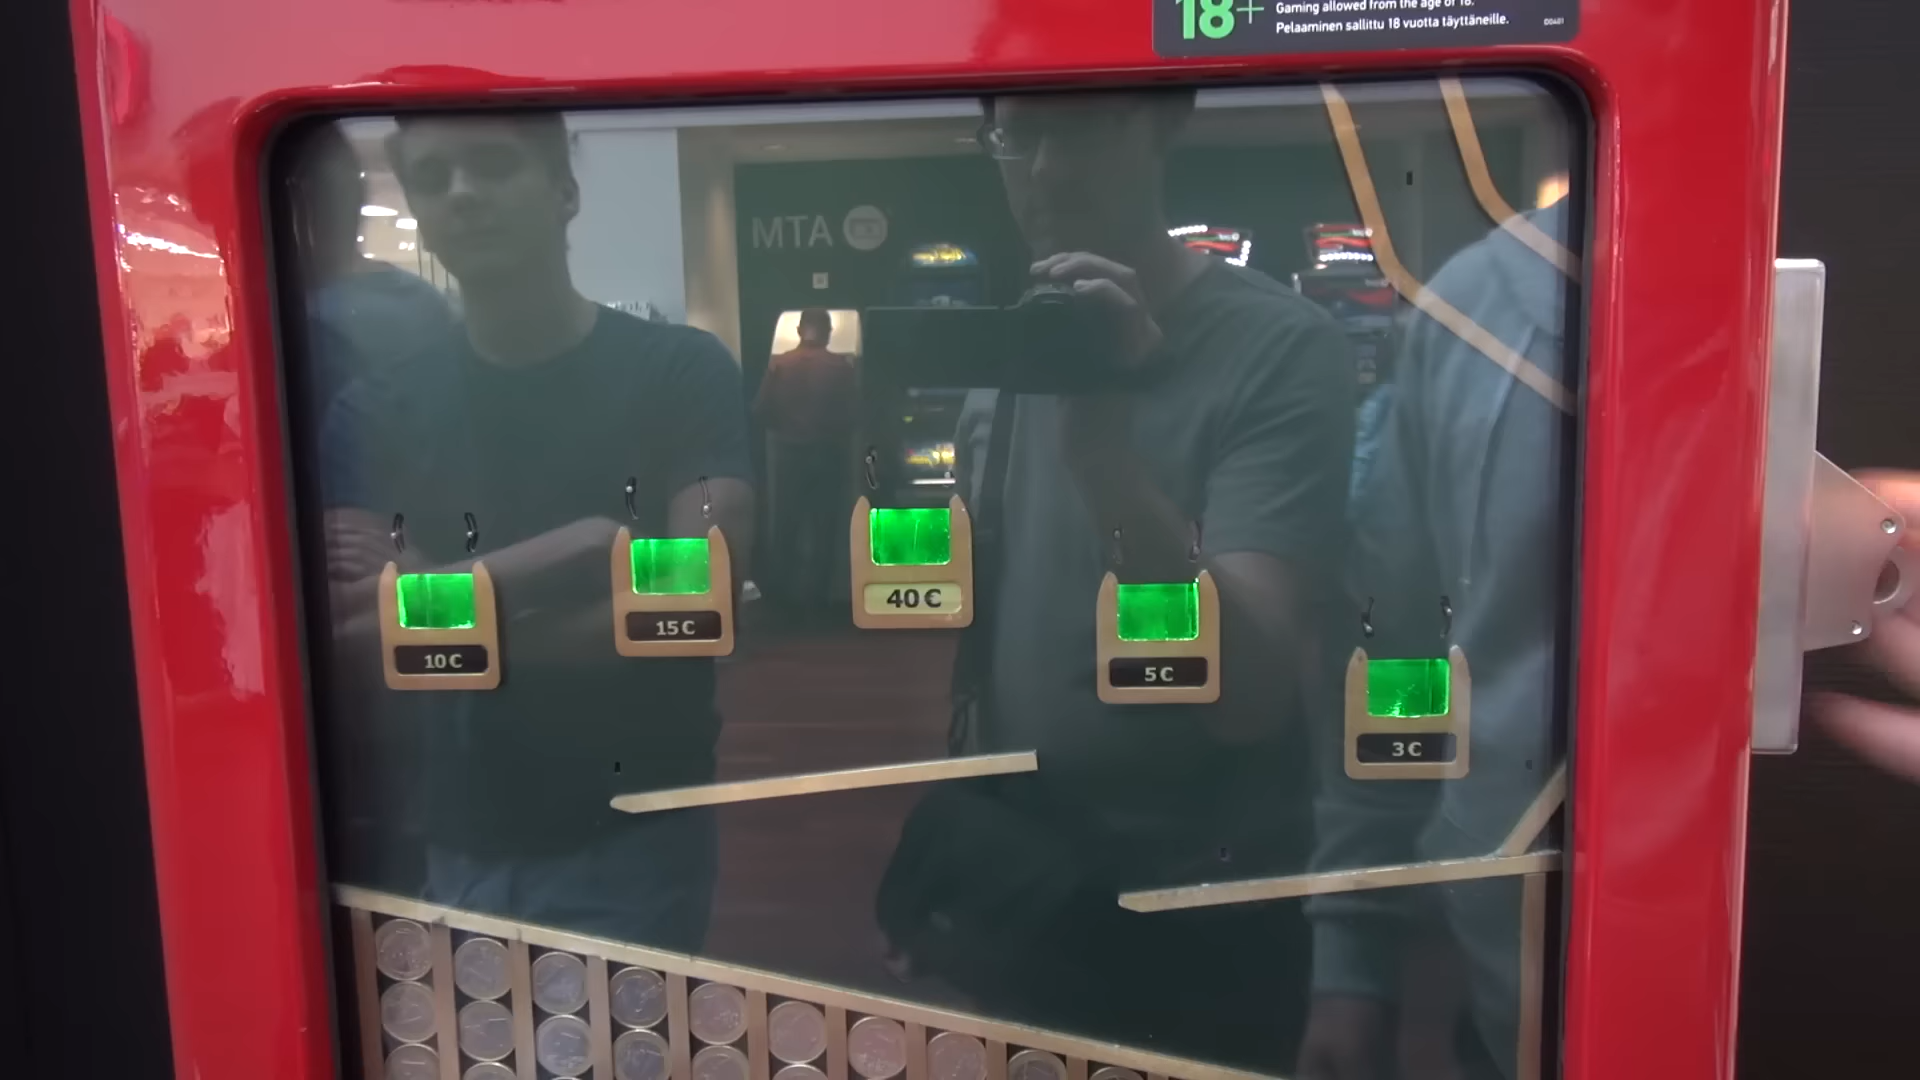 18+
Gaming allowed from the age of 18.
Pelaaminen sallittu 18 vuotta täyttäneille.
MTA
10 €
15 €
40 €
5 €
3 €